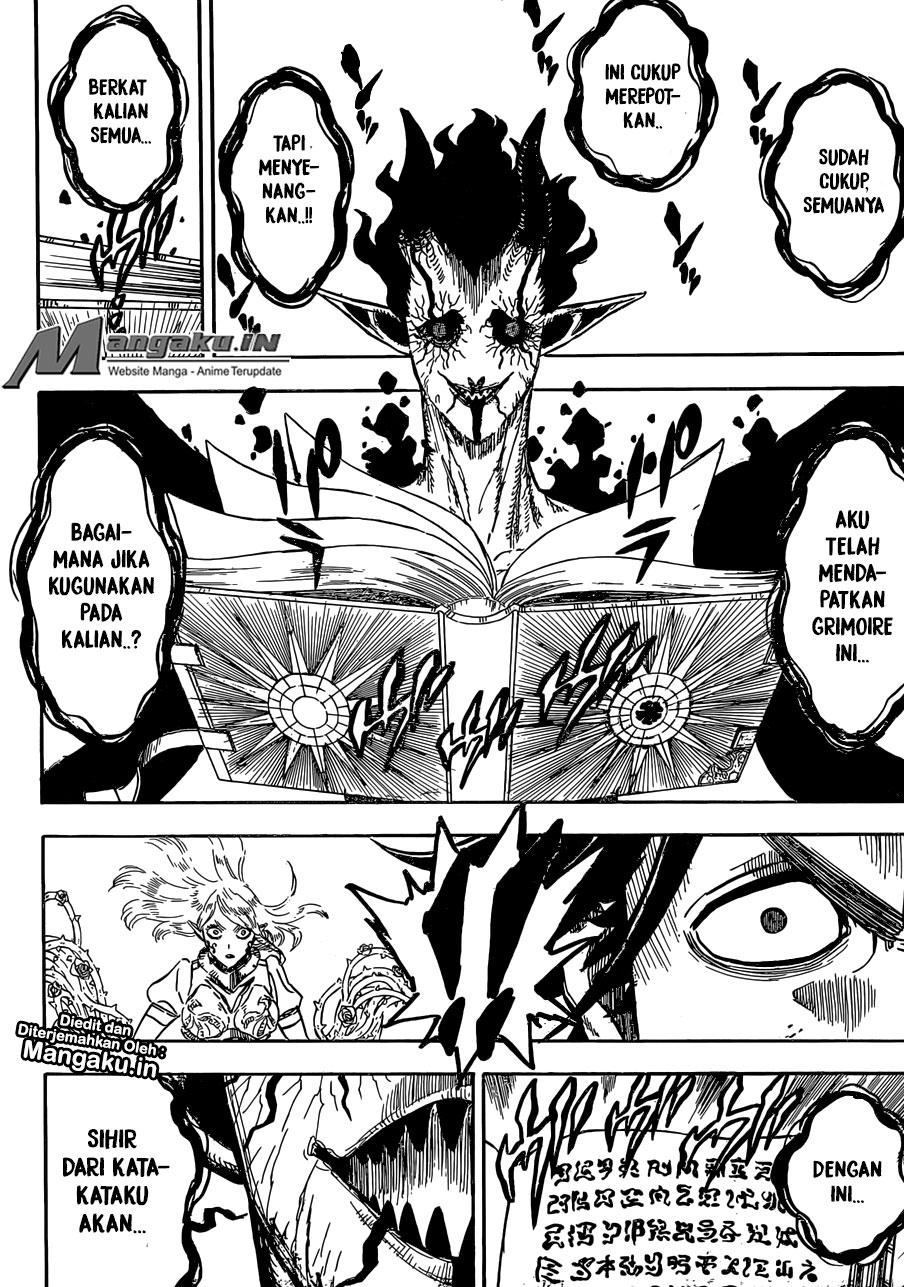 SUDAH
CUKUP,
SEMUANYA
INI CUKUP
MEREPOT-
KAN..
TAPI
MENYE-
NANG-
KAN..!!
BERKAT
KALIAN
SEMUA...
Mangaku.iN
Website Manga - Anime Terupdate
AKU
TELAH
MENDA-
PATKAN
GRIMOIRE
INI...
BAGAI-
MANA JIKA
KUGUNAKAN
PADA
KALIAN..?
Diedit dan
Diterjemahkan Oleh :
Mangaku.in
DENGAN
INI...
SIHIR
DARI KATA-
KATAKU
AKAN...